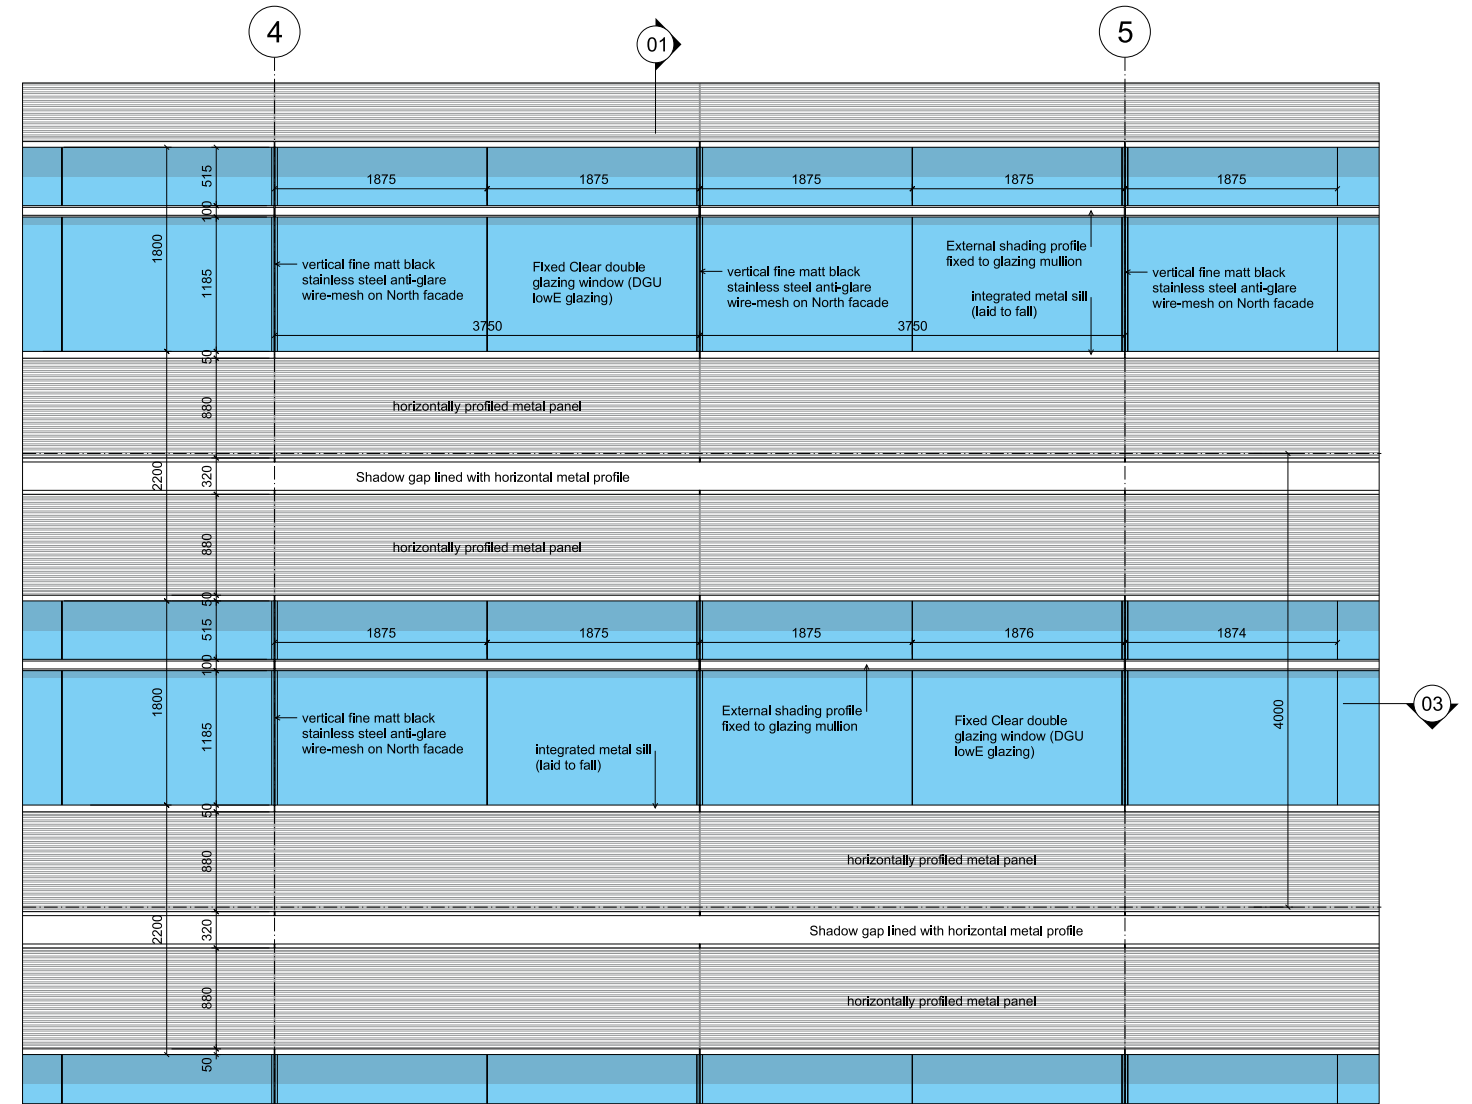 4
01
5
515
1875
1875
1875
1875
1875
100
1800
1185
vertical fine matt black
stainless steel anti-glare
wire-mesh on North facade
FIxed Clear double
glazing window (DGU
lowE glazing)
vertical fine matt black
stainless steel anti-glare
wire-mesh on North facade
External shading profile
fixed to glazing mullion
integrated metal sill
(laid to fall)
vertical fine matt black
stainless steel anti-glare
wire-mesh on North facade
3750
3750
50
880
horizontally profiled metal panel
2200
320
Shadow gap lined with horizontal metal profile
880
horizontally profiled metal panel
50
515
1875
1875
1875
1876
1874
100
1800
1185
vertical fine matt black
stainless steel anti-glare
wire-mesh on North facade
integrated metal sill
(laid to fall)
External shading profile
fixed to glazing mullion
Fixed Clear double
glazing window (DGU
lowE glazing)
4000
03
50
880
horizontally profiled metal panel
2200
320
Shadow gap lined with horizontal metal profile
880
horizontally profiled metal panel
50